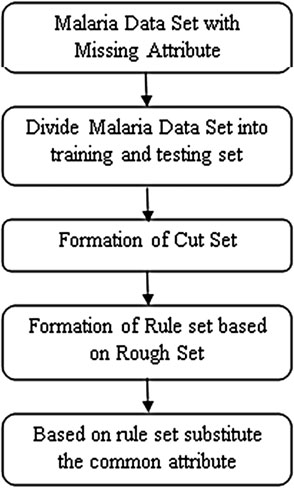 Malaria Data Set with
Missing Attribute
Divide Malaria Data Set into
training and testing set
Formation of Cut Set
Formation of Rule set based
on Rough Set
Based on rule set substitute
the common attribute